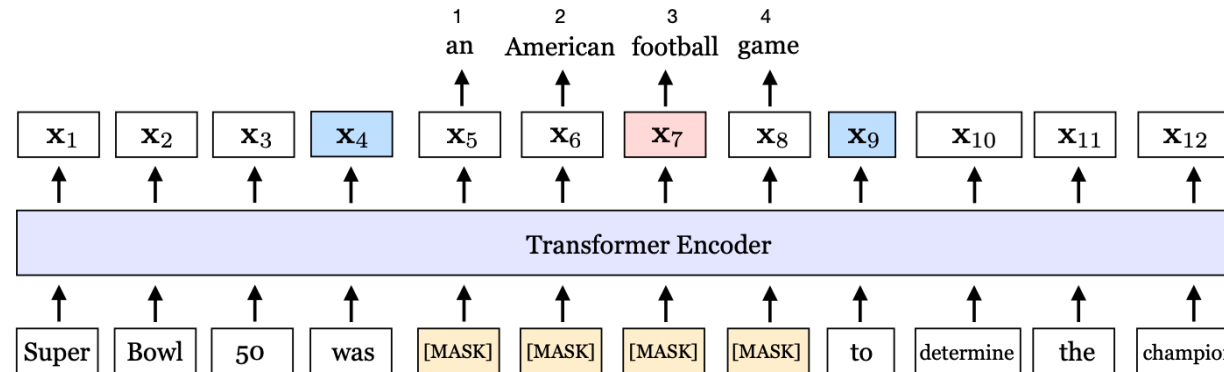 1 2 3 4
an American football game
x₁ x₂ x₃ x₄ x₅ x₆ x₇ x₈ x₉ x₁₀ x₁₁ x₁₂
Transformer Encoder
Super Bowl 50 was [MASK] [MASK] [MASK] [MASK] to determine the champion